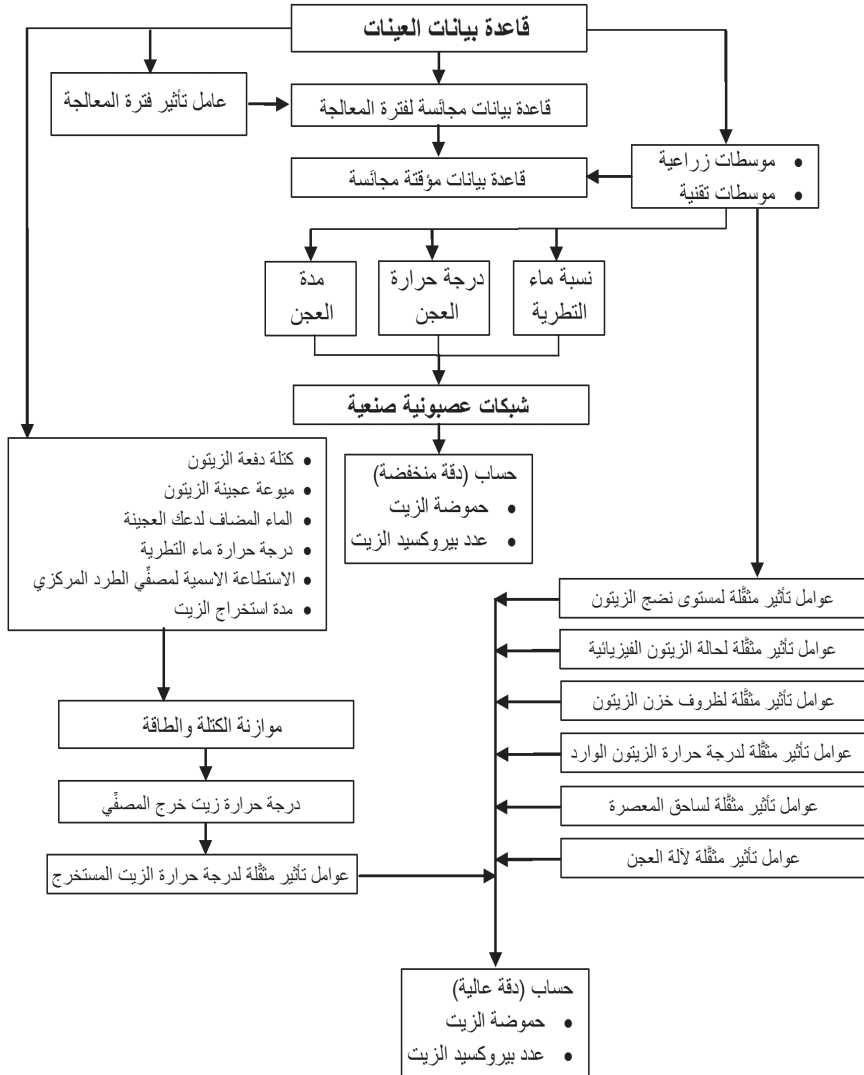 قاعدة بيانات العينات
عامل تأثير فترة المعالجة
قاعدة بيانات مجانَسة لفترة المعالجة
• موسطات زراعية
• موسطات تقنية
قاعدة بيانات مؤقتة مجانَسة
نسبة ماء
التطرية
درجة حرارة
العجن
مدة
العجن
شبكات عصبونية صنعية
حساب (دقة منخفضة)
• حموضة الزيت
• عدد بيروكسيد الزيت
• كتلة دفعة الزيتون
• ميوعة عجينة الزيتون
• الماء المضاف لدعك العجينة
• درجة حرارة ماء التطرية
• الاستطاعة الاسمية لمصفِّي الطرد المركزي
• مدة استخراج الزيت
عوامل تأثير مثقَّلة لمستوى نضج الزيتون
عوامل تأثير مثقَّلة لحالة الزيتون الفيزيائية
عوامل تأثير مثقَّلة لظروف خزن الزيتون
عوامل تأثير مثقَّلة لدرجة حرارة الزيتون الوارد
عوامل تأثير مثقَّلة لساحق المعصرة
عوامل تأثير مثقَّلة لآلة العجن
موازنة الكتلة والطاقة
درجة حرارة زيت خرج المصفِّي
عوامل تأثير مثقَّلة لدرجة حرارة الزيت المستخرج
حساب (دقة عالية)
• حموضة الزيت
• عدد بيروكسيد الزيت